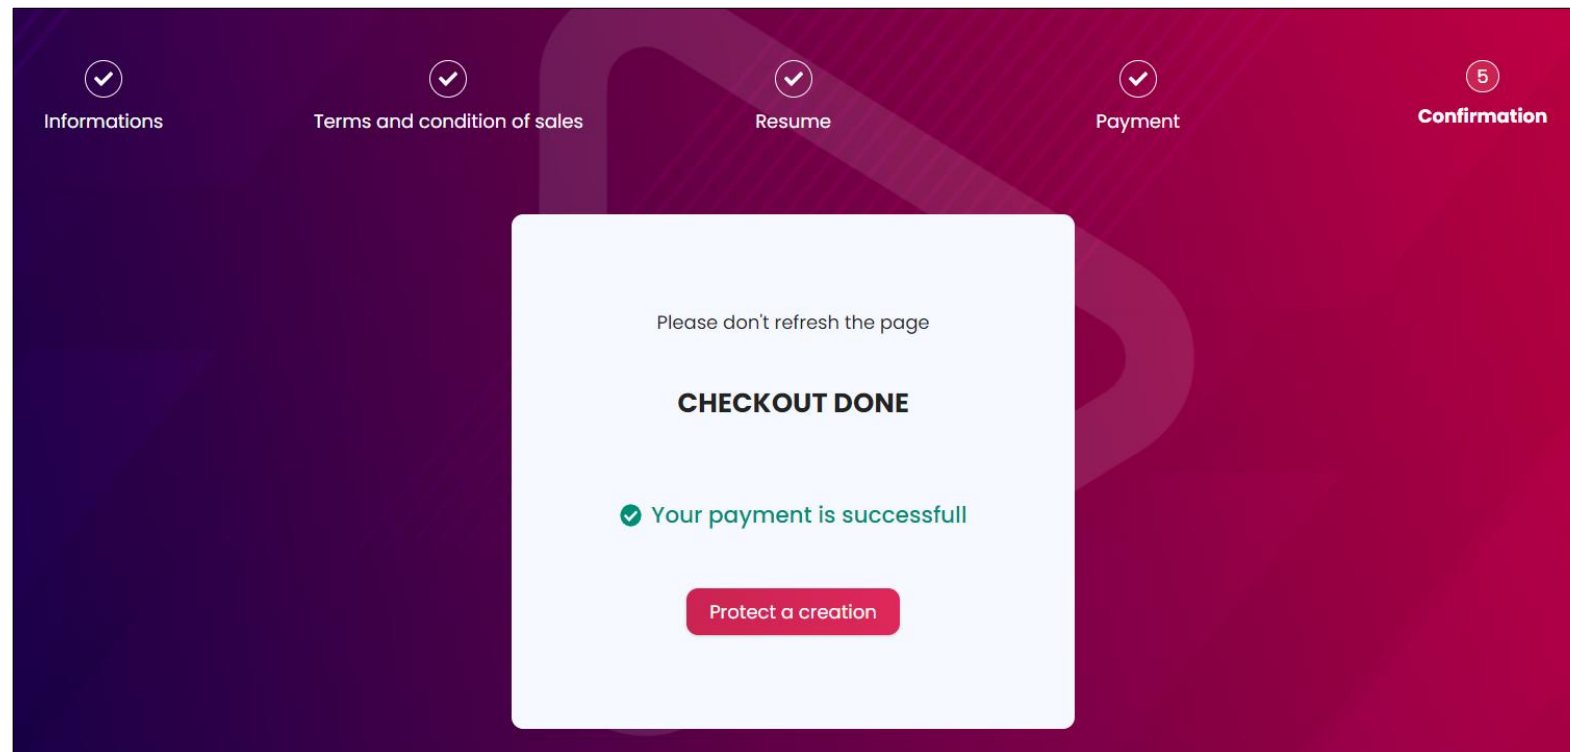 Informations
Terms and condition of sales
Resume
Payment
5
Confirmation
Please don't refresh the page
CHECKOUT DONE
Your payment is successfull
Protect a creation